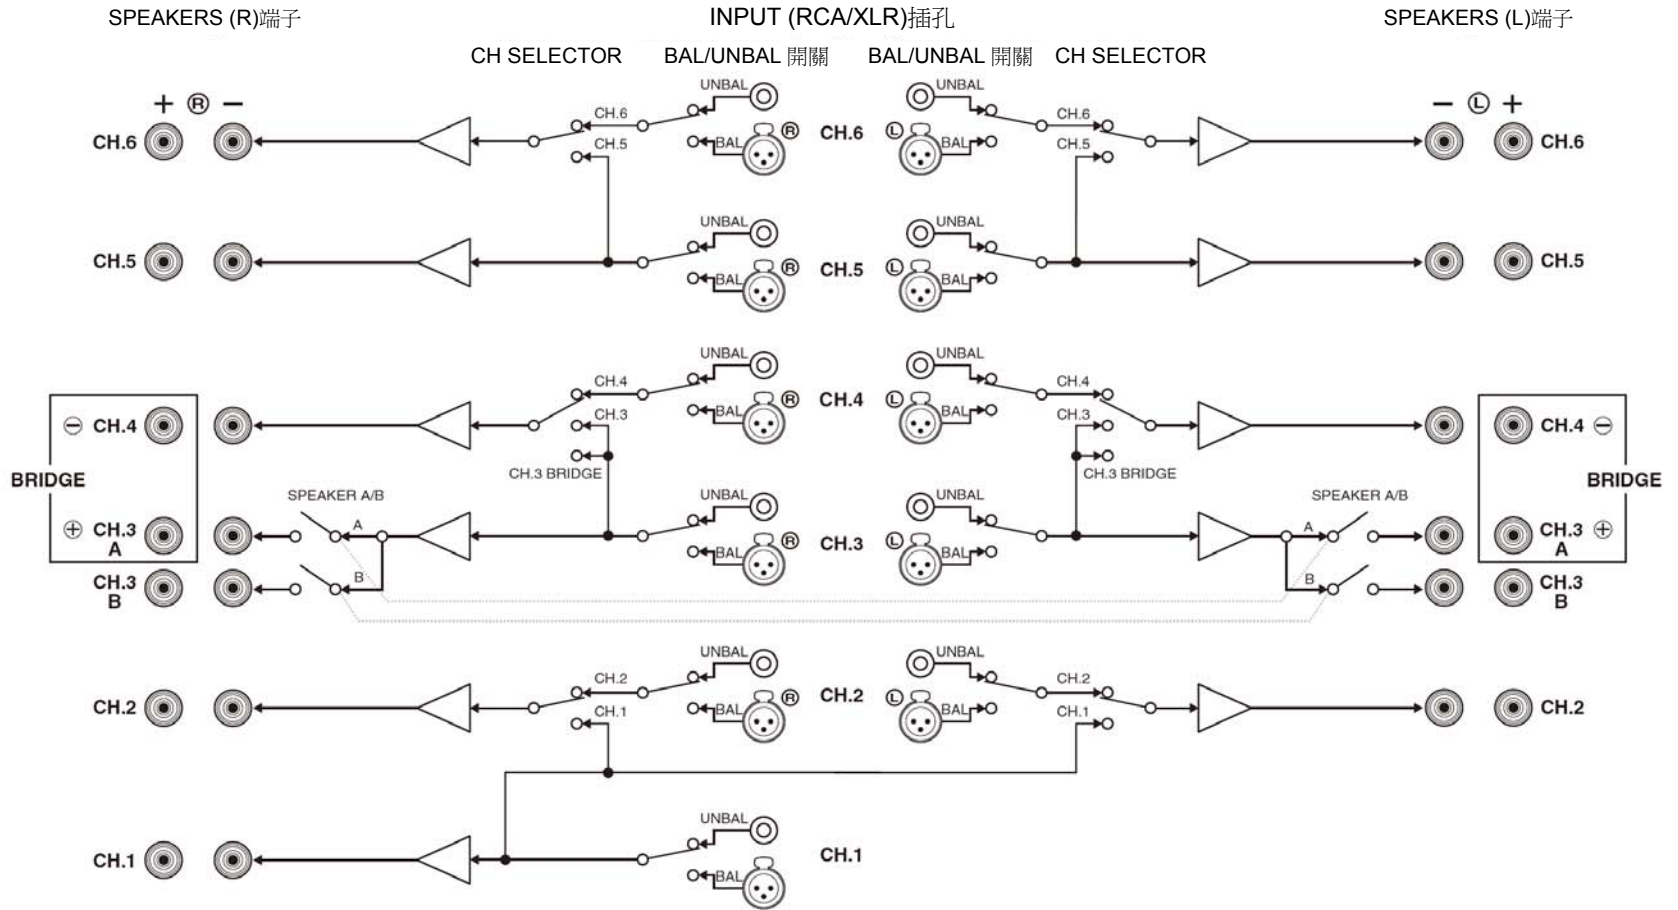 SPEAKERS (R)端子
INPUT (RCA/XLR)插孔
SPEAKERS (L)端子
CH SELECTOR
BAL/UNBAL 開關
BAL/UNBAL 開關
CH SELECTOR
+ R −
UNBAL
UNBAL
− L +
CH.6
CH.6
CH.5
BAL
R
CH.6
L
BAL
CH.6
CH.5
CH.6
UNBAL
UNBAL
CH.5
BAL
R
CH.5
L
BAL
CH.5
UNBAL
UNBAL
− CH.4
CH.4
CH.3
CH.3 BRIDGE
BAL
R
CH.4
L
BAL
CH.4
CH.3
CH.3 BRIDGE
CH.4 −
BRIDGE
BRIDGE
SPEAKER A/B
UNBAL
UNBAL
SPEAKER A/B
+ CH.3
A
A
BAL
R
CH.3
L
BAL
A
CH.3 +
A
CH.3
B
B
B
CH.3
B
UNBAL
UNBAL
CH.2
CH.2
CH.1
BAL
R
CH.2
L
BAL
CH.2
CH.1
CH.2
UNBAL
CH.1
BAL
CH.1